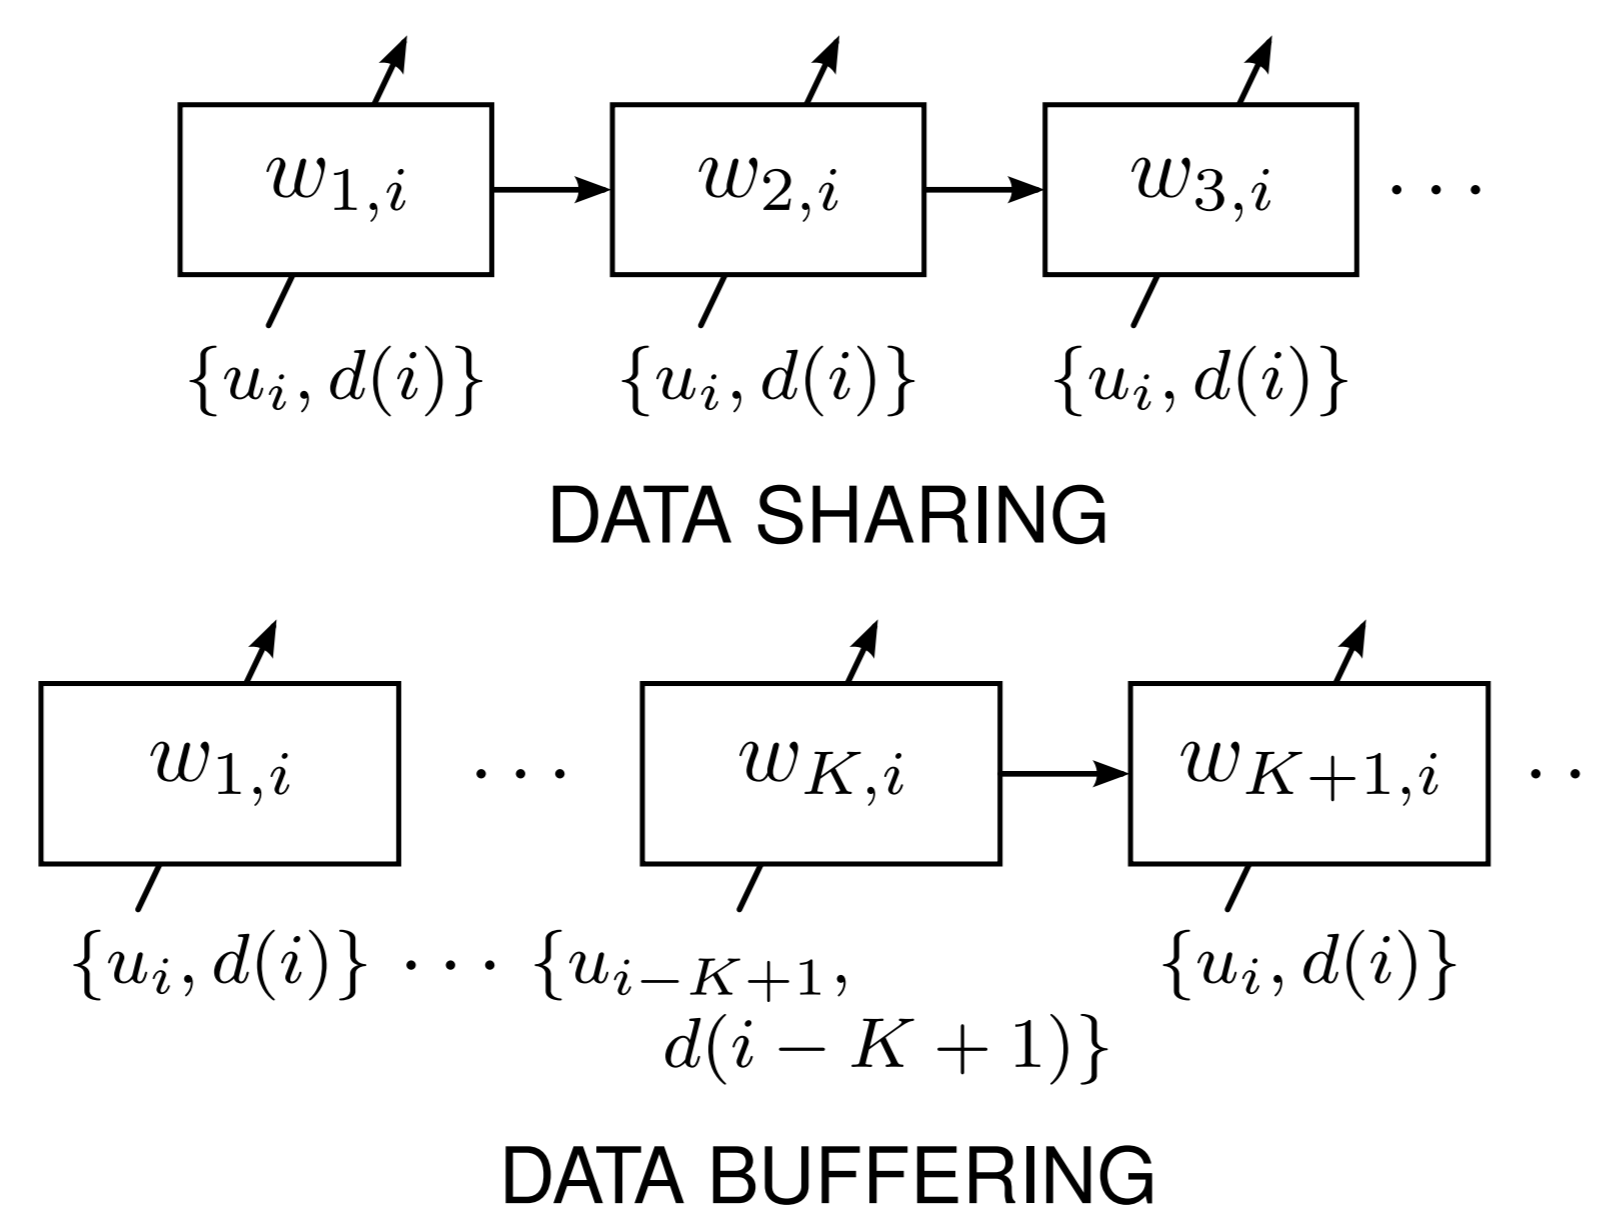 w_{1,i} w_{2,i} w_{3,i} ···
{u_i, d(i)} {u_i, d(i)} {u_i, d(i)}
DATA SHARING
w_{1,i} ··· w_{K,i} w_{K+1,i} ··
{u_i, d(i)} ··· {u_{i−K+1}, {u_i, d(i)}
d(i − K + 1)}
DATA BUFFERING